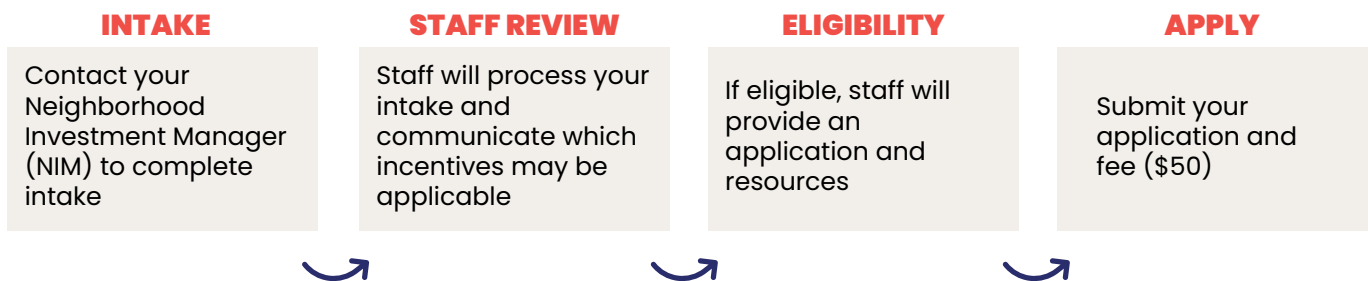 INTAKE
Contact your
Neighborhood
Investment Manager
(NIM) to complete
intake
STAFF REVIEW
Staff will process your
intake and
communicate which
incentives may be
applicable
ELIGIBILITY
If eligible, staff will
provide an
application and
resources
APPLY
Submit your
application and
fee ($50)